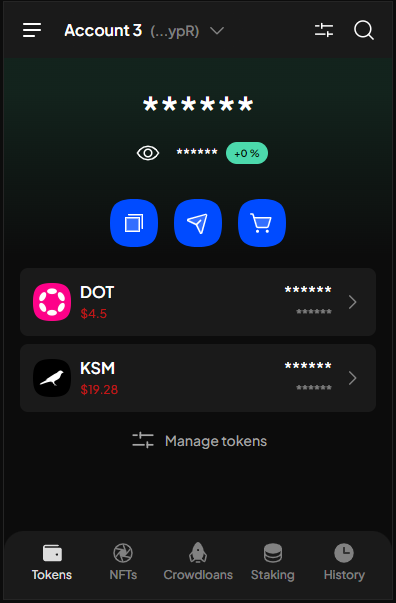 Account 3 (...ypR)
******
****** +0 %
DOT ******
$4.5 ******
KSM ******
$19.28 ******
Manage tokens
Tokens NFTs Crowdloans Staking History